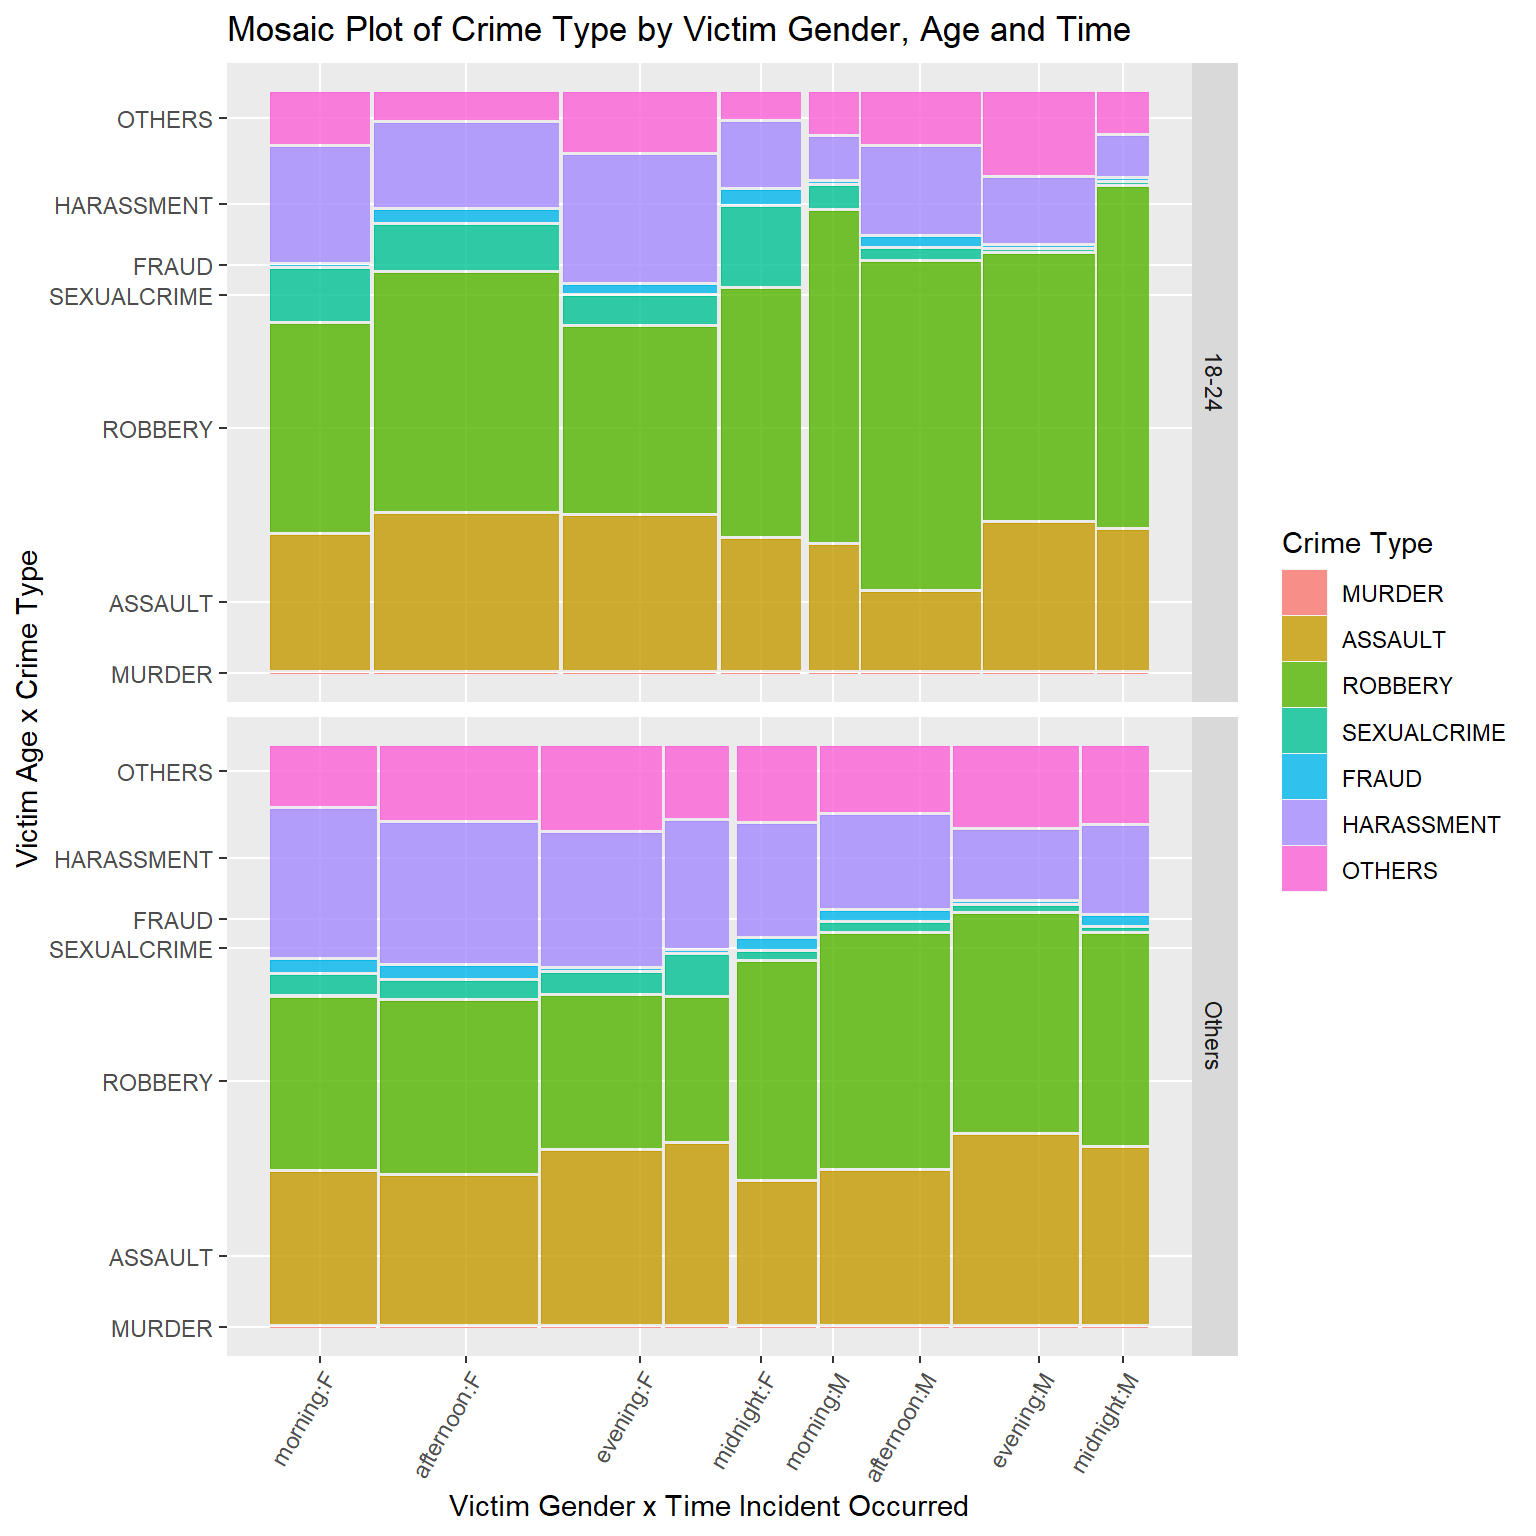 Mosaic Plot of Crime Type by Victim Gender, Age and Time
Victim Age x Crime Type
OTHERS
HARASSMENT
FRAUD
SEXUALCRIME
ROBBERY
ASSAULT
MURDER
18-24
OTHERS
HARASSMENT
FRAUD
SEXUALCRIME
ROBBERY
ASSAULT
MURDER
Others
morning:F
afternoon:F
evening:F
midnight:F
morning:M
afternoon:M
evening:M
midnight:M
Victim Gender x Time Incident Occurred
Crime Type
MURDER
ASSAULT
ROBBERY
SEXUALCRIME
FRAUD
HARASSMENT
OTHERS